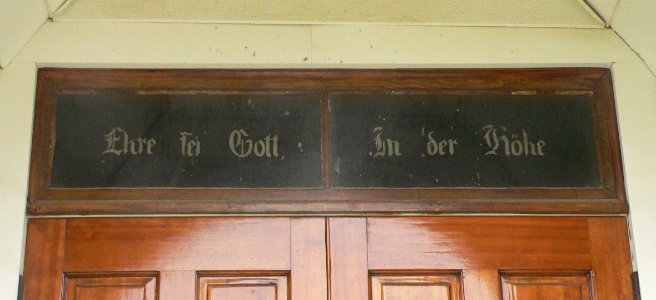 Ehre sei Gott In der Höhe